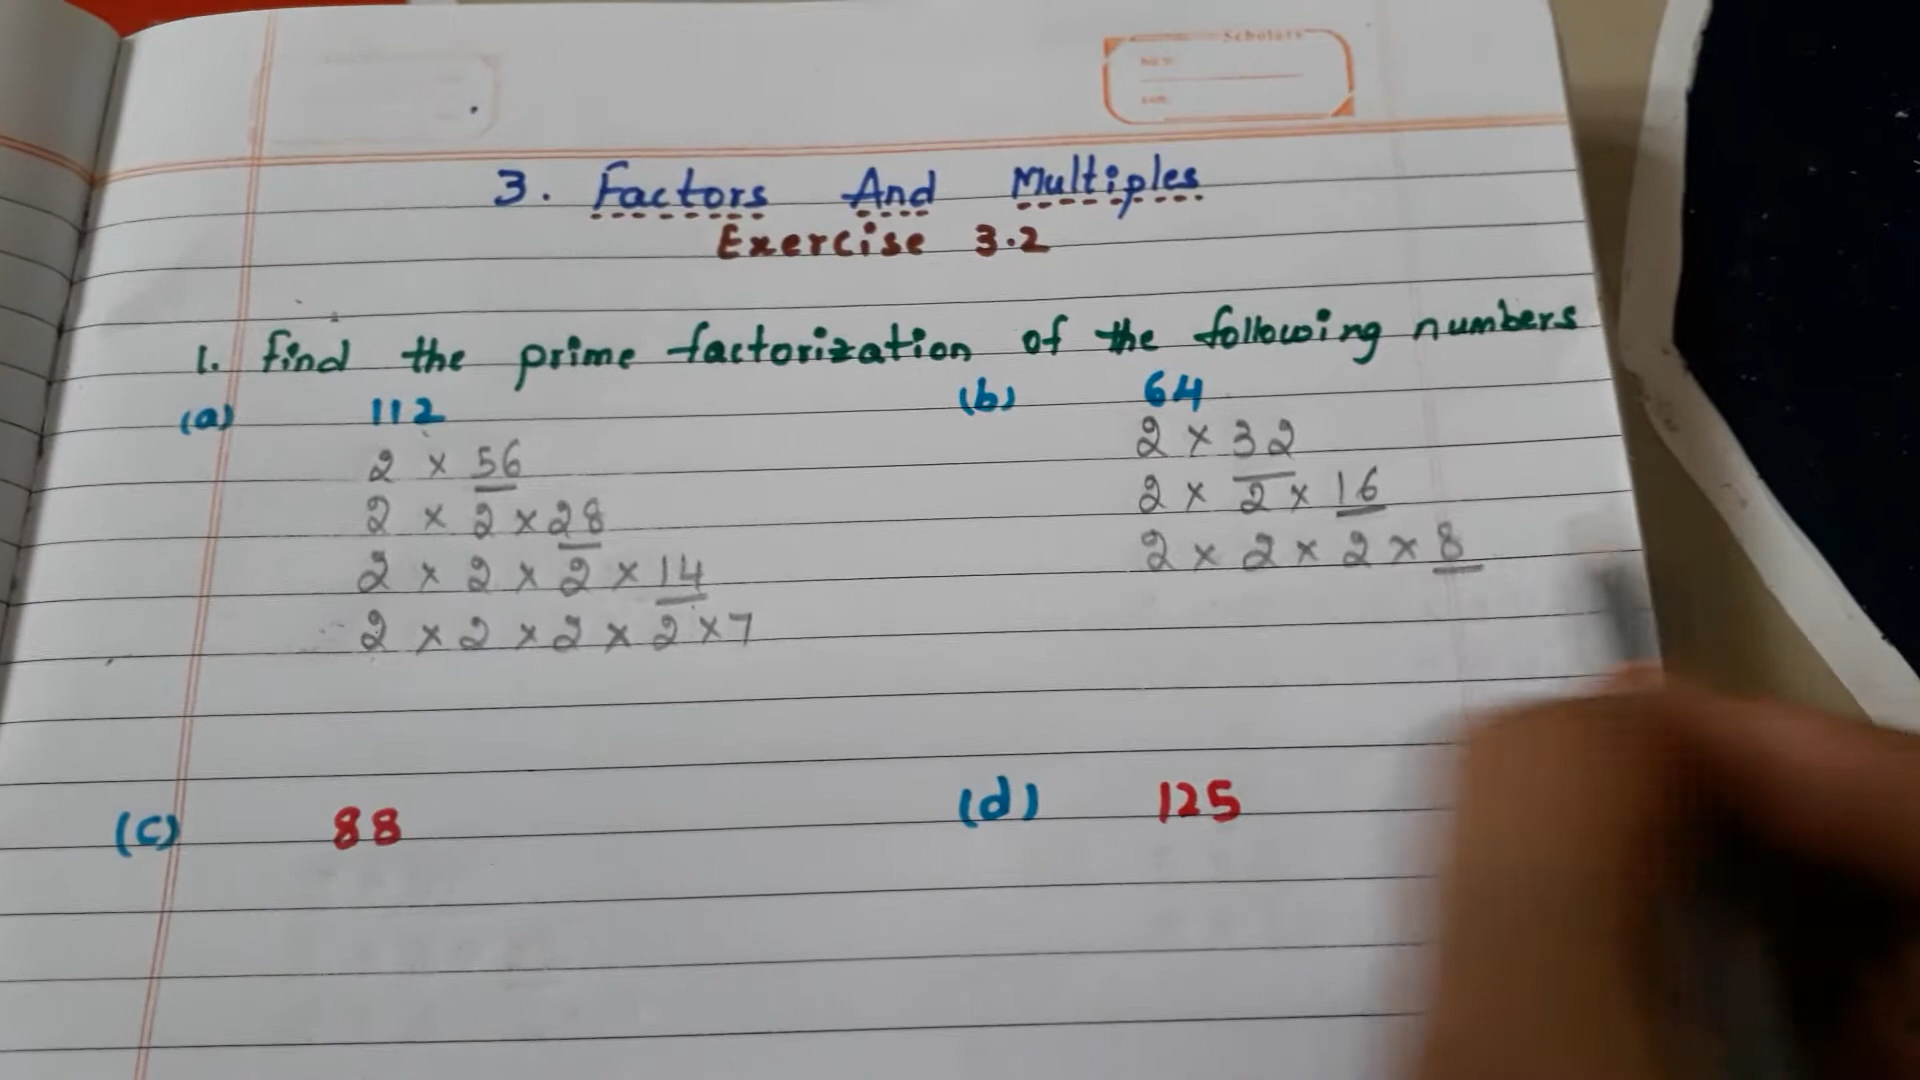 Scholars
3. Factors And Multiples
Exercise 3.2
1. find the prime factorization of the following numbers
(a) 112
2 × 56
2 × 2 × 28
2 × 2 × 2 × 14
2 × 2 × 2 × 2 × 7
(b) 64
2 × 32
2 × 2 × 16
2 × 2 × 2 × 8
(c) 88
(d) 125